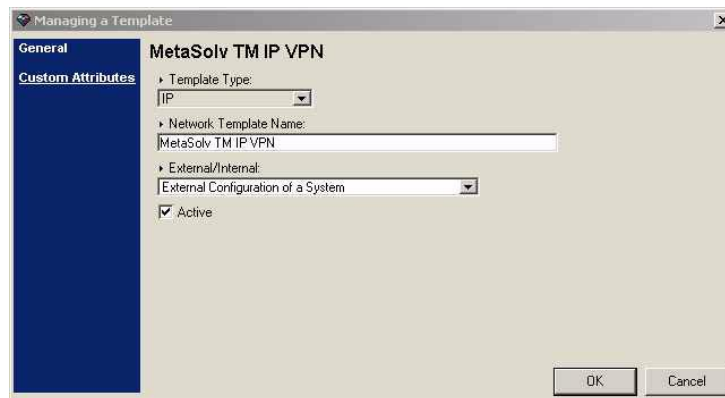 Managing a Template
General
Custom Attributes
MetaSolv TM IP VPN
Template Type:
IP
Network Template Name:
MetaSolv TM IP VPN
External/Internal:
External Configuration of a System
Active
OK
Cancel